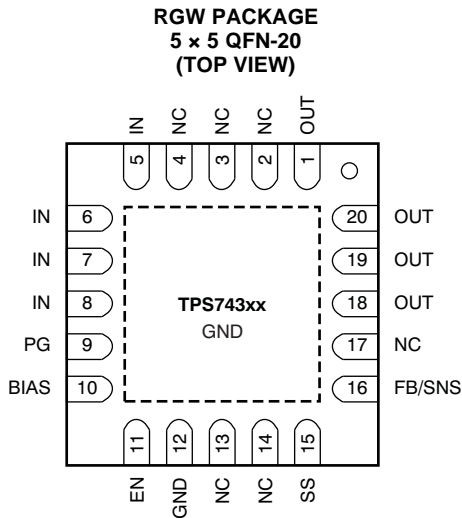 RGW PACKAGE
5 × 5 QFN-20
(TOP VIEW)
IN
NC
NC
NC
OUT
5
4
3
2
1
IN 6
20 OUT
IN 7
19 OUT
IN 8
18 OUT
TPS743xx
GND
PG 9
17 NC
BIAS 10
16 FB/SNS
11
12
13
14
15
EN
GND
NC
NC
SS